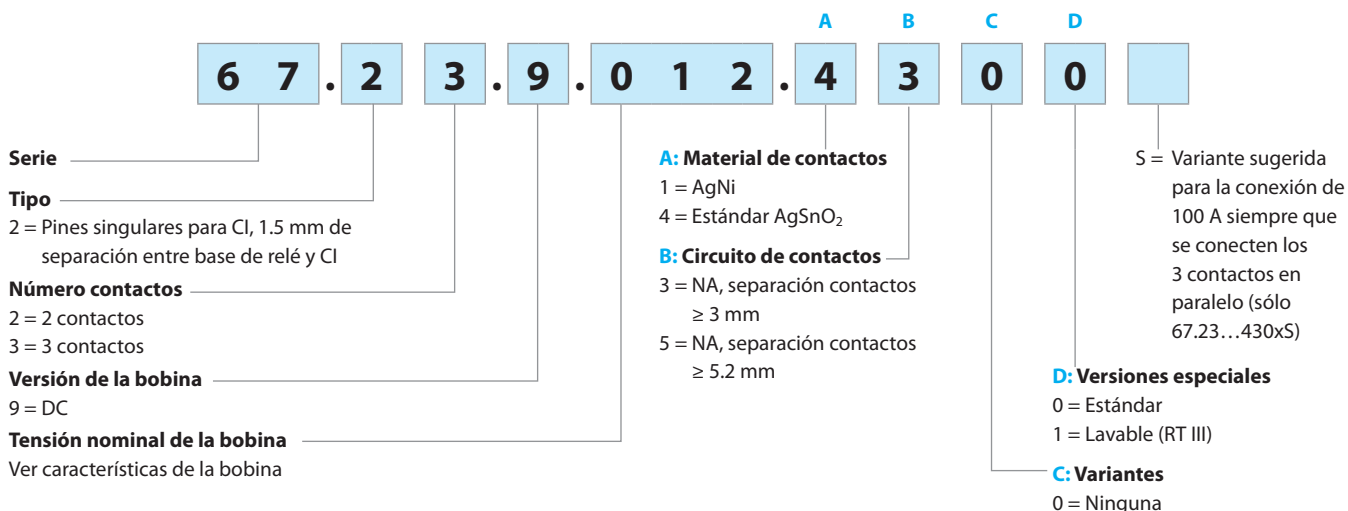 A B C D
6 7 . 2 3 . 9 . 0 1 2 . 4 3 0 0
Serie
Tipo
2 = Pines singulares para CI, 1.5 mm de
separación entre base de relé y CI
Número contactos
2 = 2 contactos
3 = 3 contactos
Versión de la bobina
9 = DC
Tensión nominal de la bobina
Ver características de la bobina
A: Material de contactos
1 = AgNi
4 = Estándar AgSnO₂
B: Circuito de contactos
3 = NA, separación contactos
≥ 3 mm
5 = NA, separación contactos
≥ 5.2 mm
S = Variante sugerida
para la conexión de
100 A siempre que
se conecten los
3 contactos en
paralelo (sólo
67.23…430xS)
D: Versiones especiales
0 = Estándar
1 = Lavable (RT III)
C: Variantes
0 = Ninguna